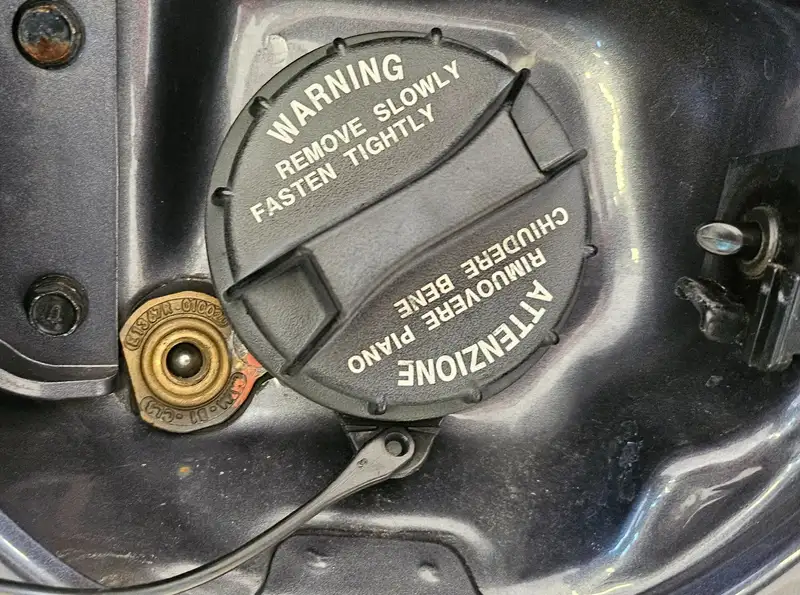 WARNING
REMOVE SLOWLY
FASTEN TIGHTLY
ATTENZIONE
RIMUOVERE PIANO
CHIUDERE BENE